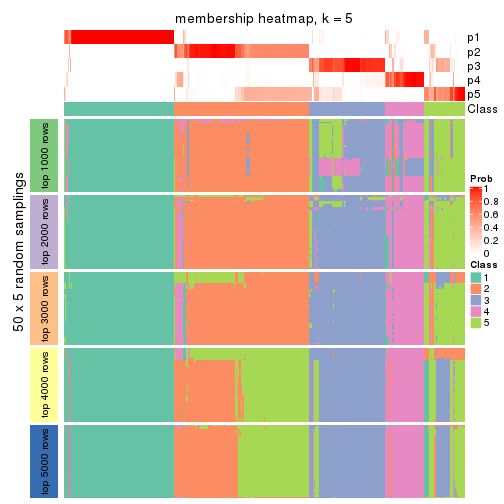 membership heatmap, k = 5
p1
p2
p3
p4
p5
Class
50 x 5 random samplings
top 1000 rows
top 2000 rows
top 3000 rows
top 4000 rows
top 5000 rows
Prob
1
0.8
0.6
0.4
0.2
0
Class
1
2
3
4
5